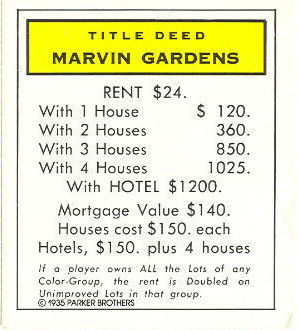 TITLE DEED
MARVIN GARDENS
RENT $24.
With 1 House $ 120.
With 2 Houses 360.
With 3 Houses 850.
With 4 Houses 1025.
With HOTEL $1200.
Mortgage Value $140.
Houses cost $150. each
Hotels, $150. plus 4 houses
If a player owns ALL the Lots of any
Color-Group, the rent is Doubled on
Unimproved Lots in that group.
©1935 PARKER BROTHERS